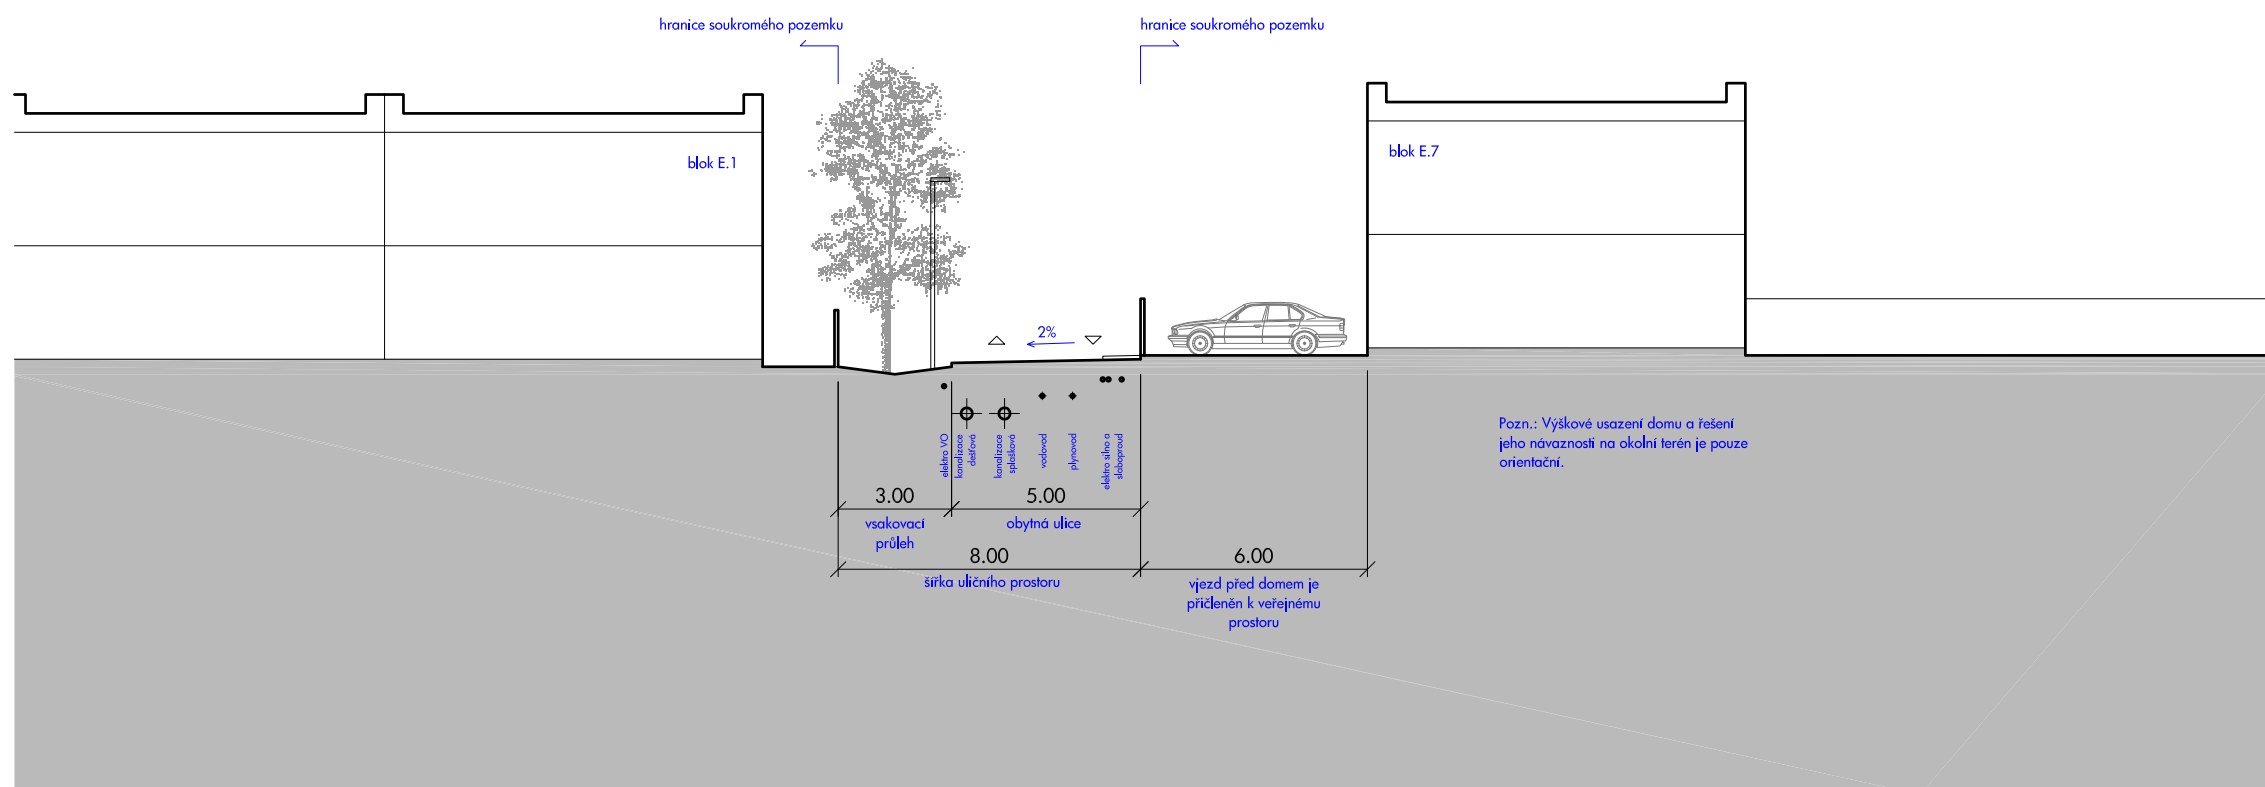 hranice soukromého pozemku
hranice soukromého pozemku
blok E.1
blok E.7
2%
elektro VO
kanalizace
dešťová
kanalizace
splašková
vodovod
plynovod
elektro silno a
slaboproud
Pozn.: Výškové usazení domu a řešení
jeho návaznosti na okolní terén je pouze
orientační.
3.00
5.00
vsakovací
průleh
obytná ulice
8.00
6.00
šířka uličního prostoru
vjezd před domem je
přičleněn k veřejnému
prostoru